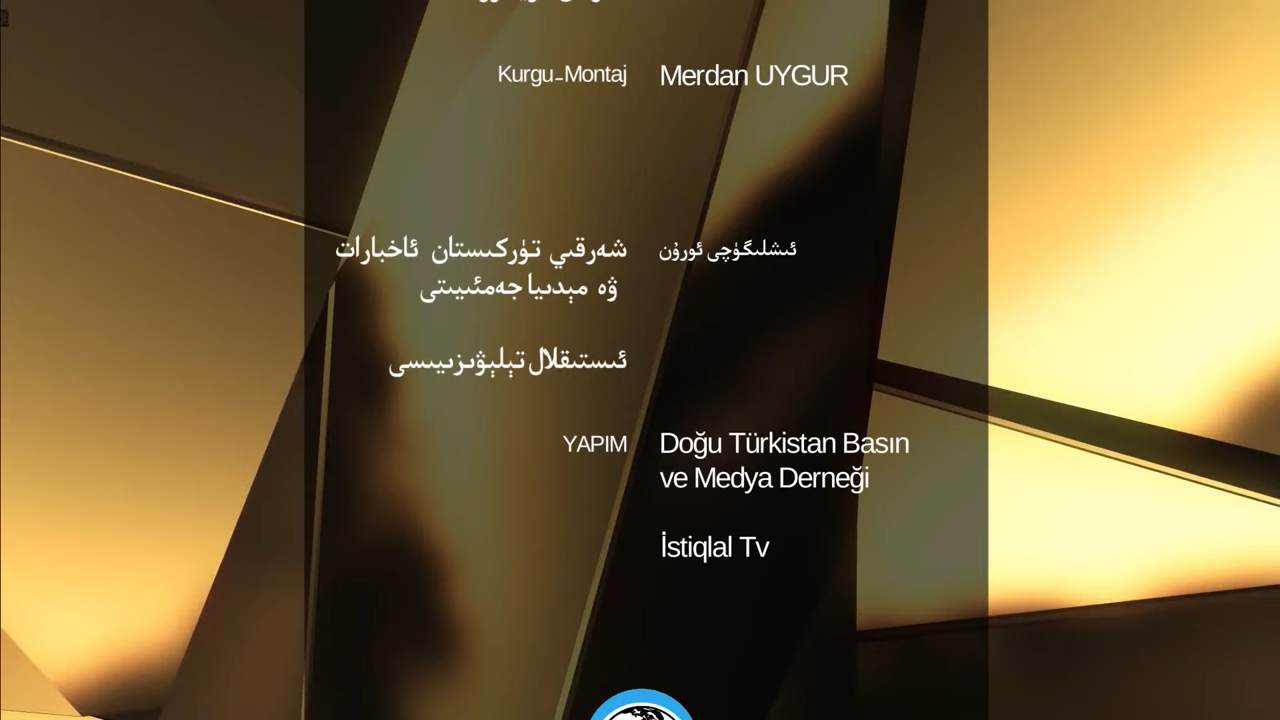 Kurgu-Montaj Merdan UYGUR
شەرقىي تۈركىستان ئاخبارات ئىشلىگۈچى ئورۇن
ۋە مېدىيا جەمئىيىتى
ئىستىقلال تېلېۋىزىيىسى
YAPIM Doğu Türkistan Basın
ve Medya Derneği
İstiqlal Tv